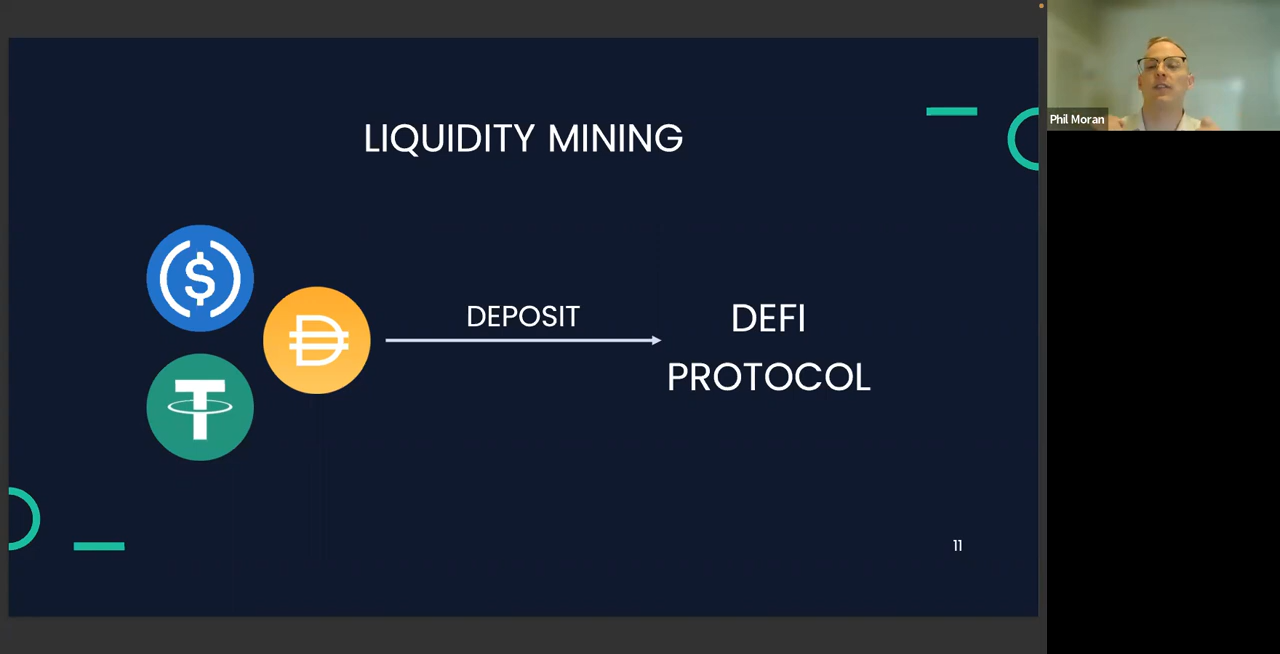 LIQUIDITY MINING
DEPOSIT
DEFI
PROTOCOL
11
Phil Moran